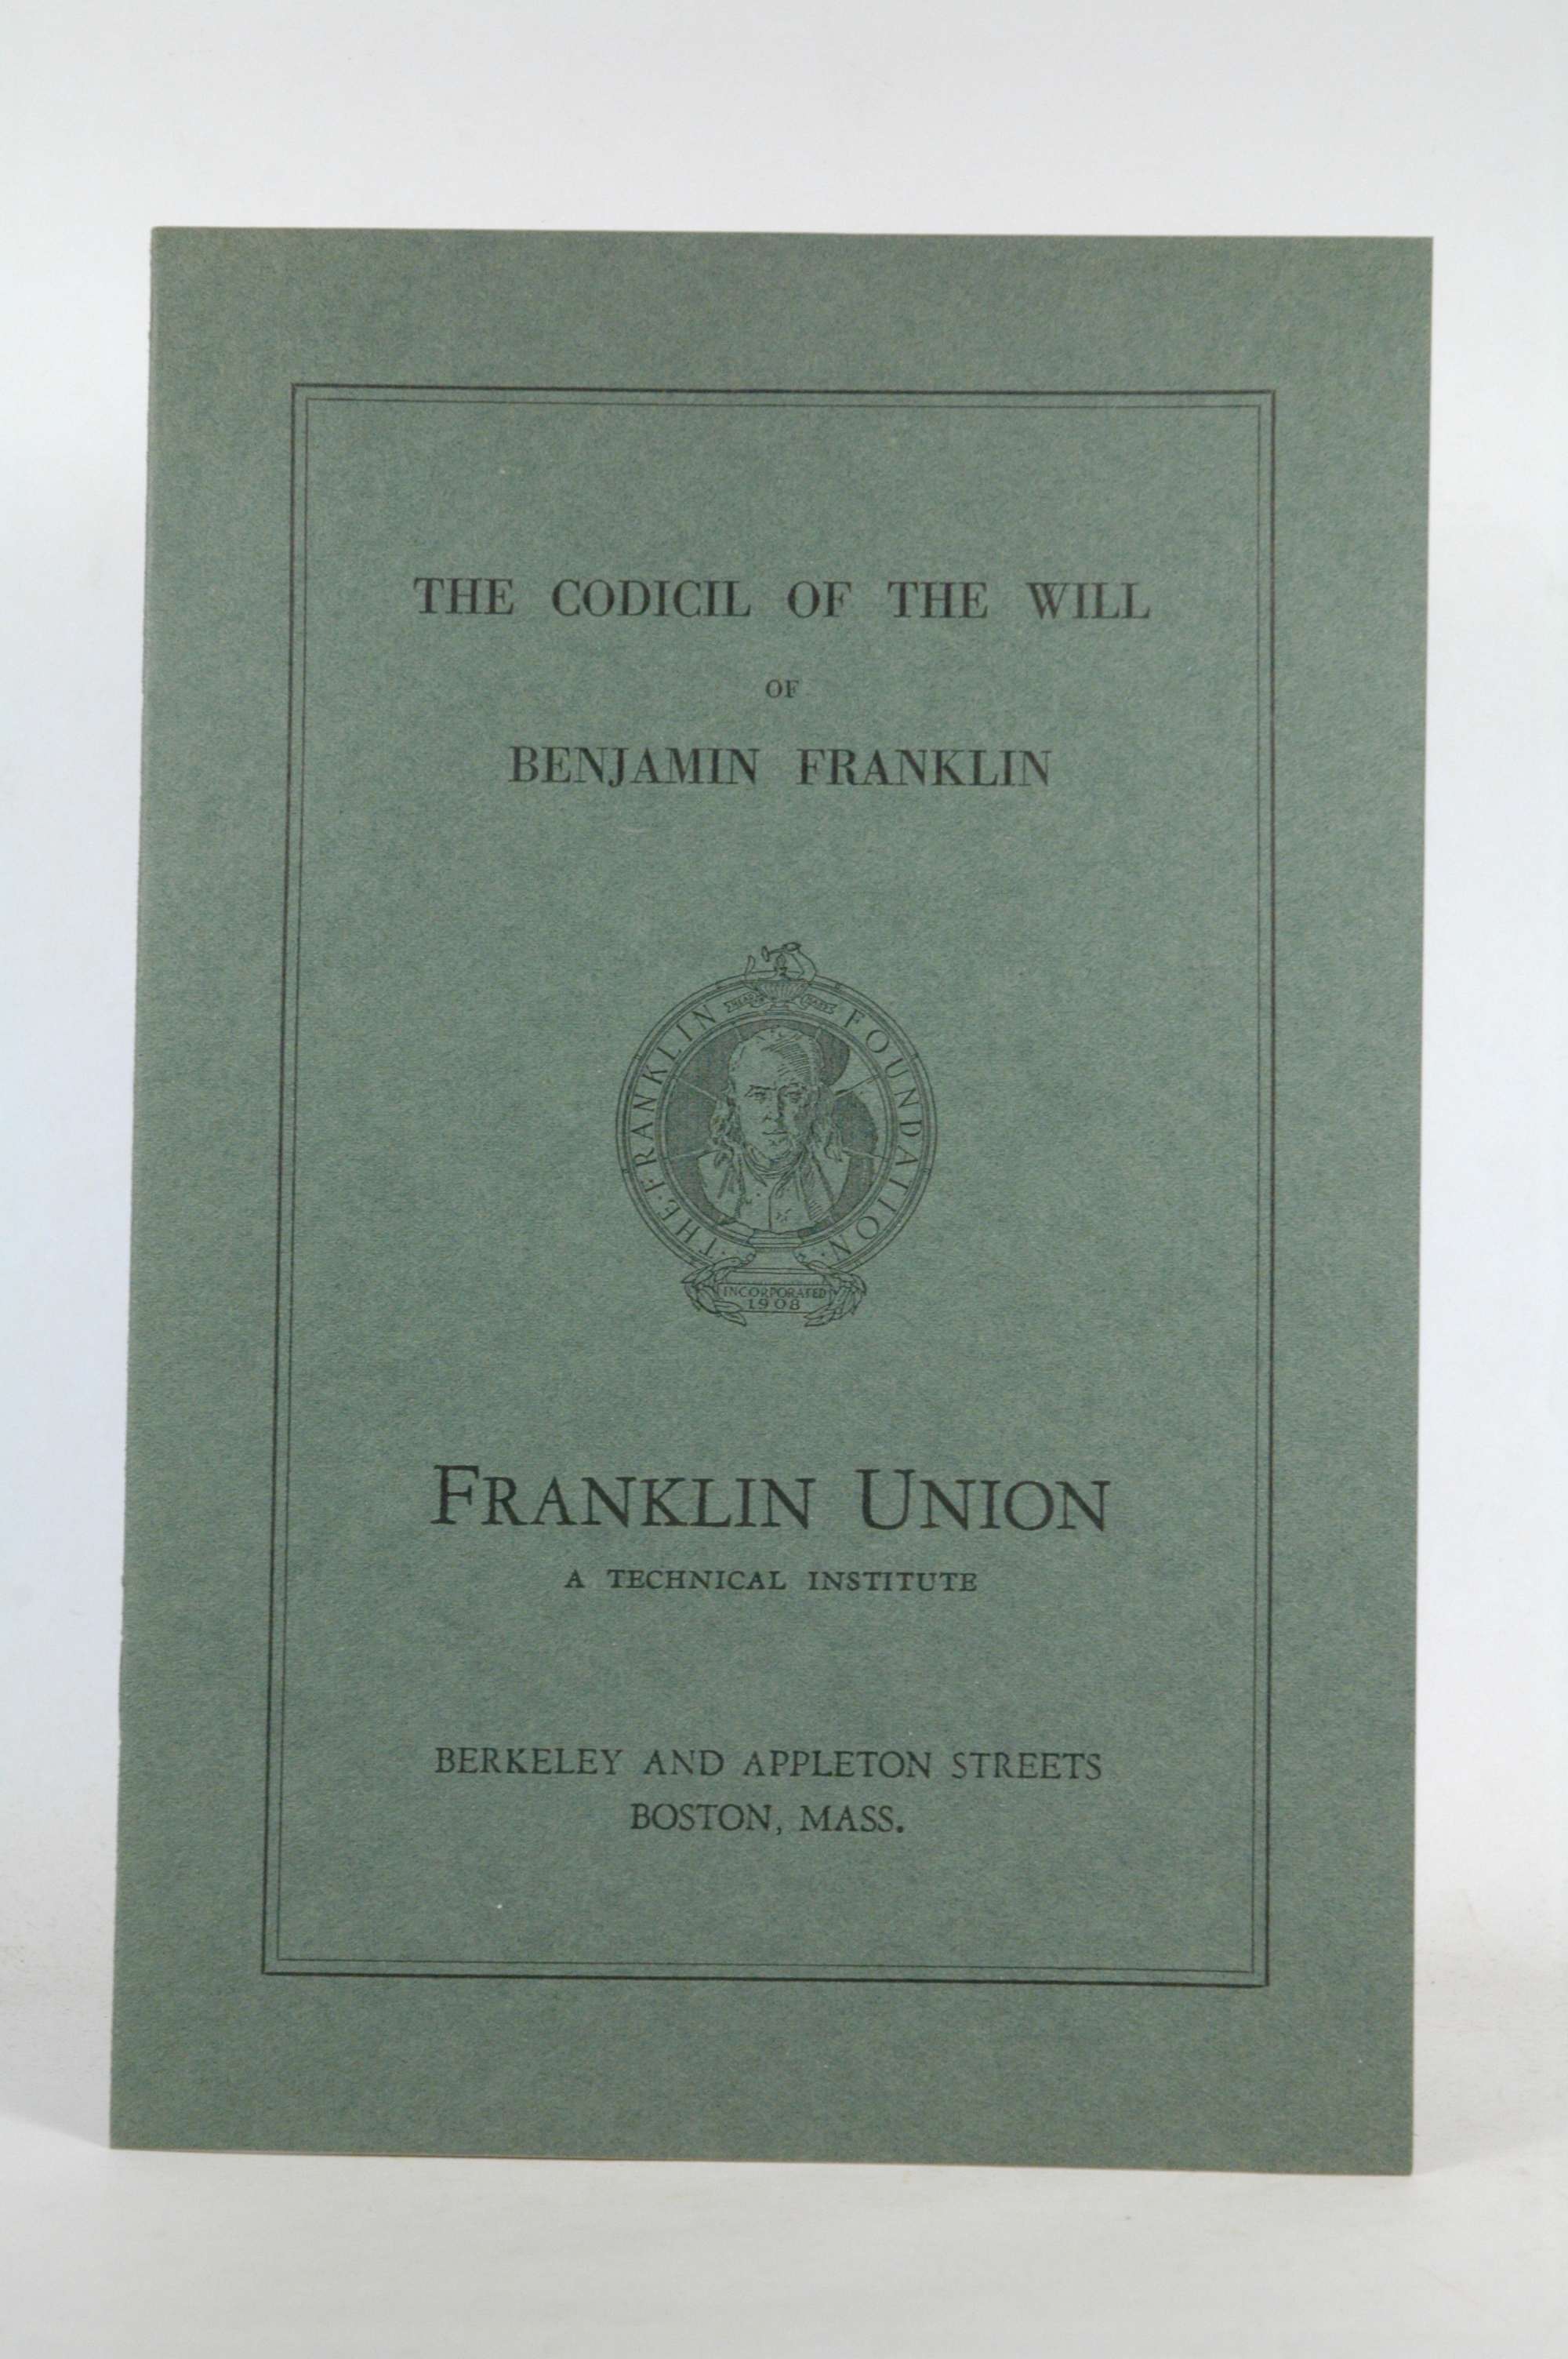 THE CODICIL OF THE WILL
OF
BENJAMIN FRANKLIN
THE · FRANKLIN FOUNDATION ·
INCORPORATED
1908
FRANKLIN UNION
A TECHNICAL INSTITUTE
BERKELEY AND APPLETON STREETS
BOSTON, MASS.